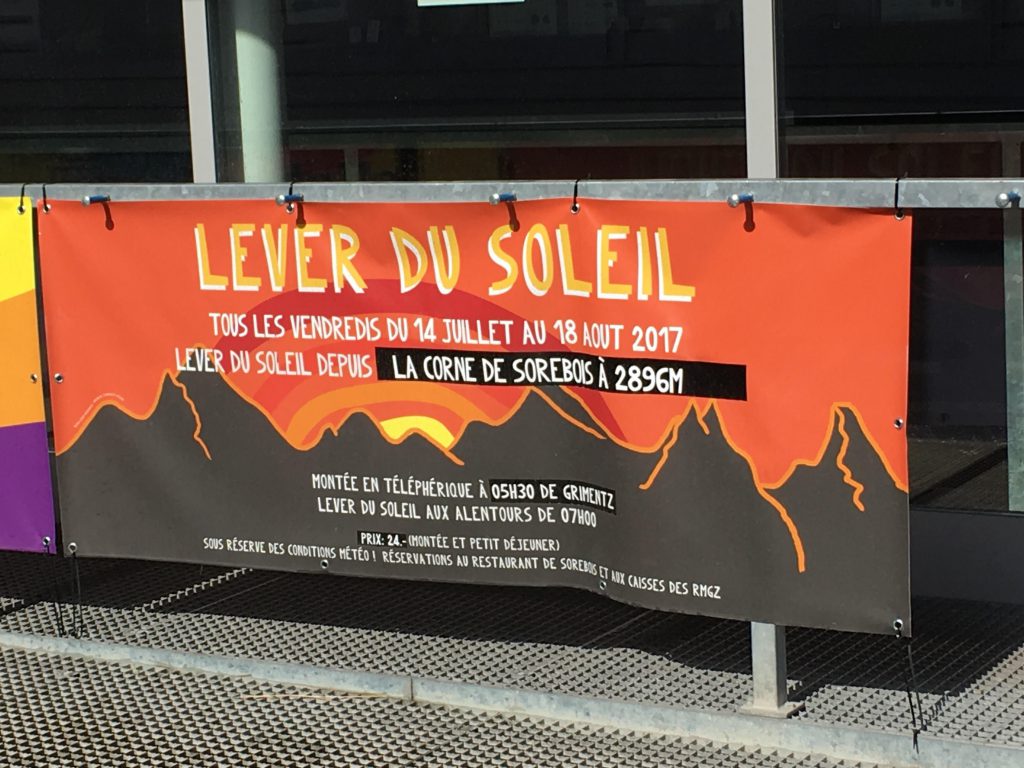 LEVER DU SOLEIL
TOUS LES VENDREDIS DU 14 JUILLET AU 18 AOUT 2017
LEVER DU SOLEIL DEPUIS LA CORNE DE SOREBOIS À 2896M
MONTÉE EN TÉLÉPHÉRIQUE À 05H30 DE GRIMENTZ
LEVER DU SOLEIL AUX ALENTOURS DE 07H00
PRIX: 24.- (MONTÉE ET PETIT DÉJEUNER)
SOUS RÉSERVE DES CONDITIONS MÉTÉO ! RÉSERVATIONS AU RESTAURANT DE SOREBOIS ET AUX CAISSES DES RMGZ